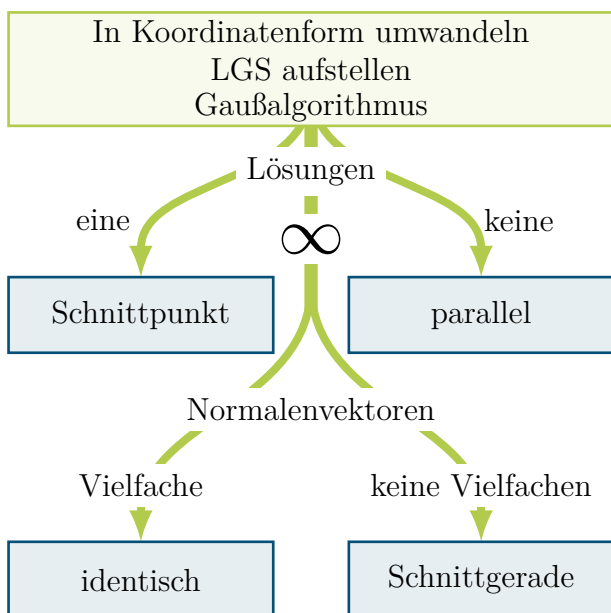 In Koordinatenform umwandeln
LGS aufstellen
Gaußalgorithmus
Lösungen
eine
keine
∞
Schnittpunkt
parallel
Normalenvektoren
Vielfache
keine Vielfachen
identisch
Schnittgerade